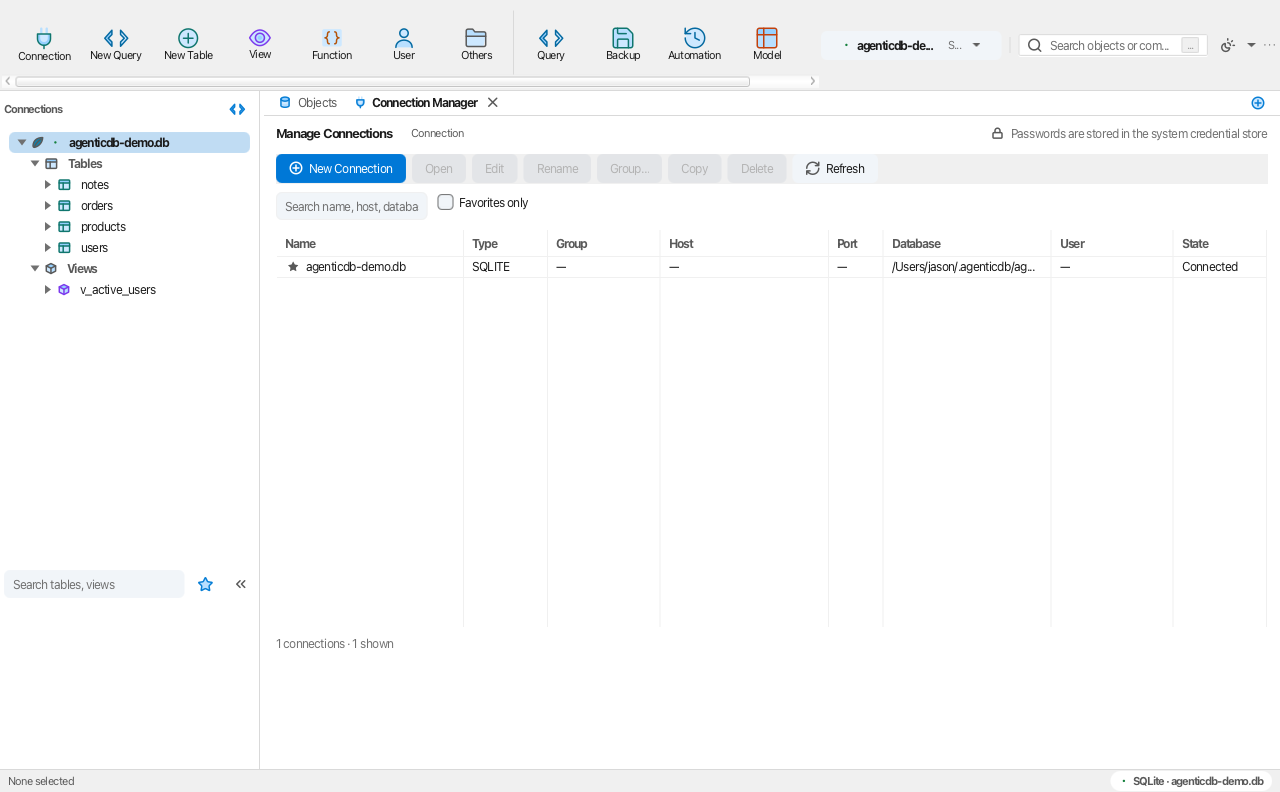 Connection
New Query
New Table
View
Function
User
Others
Query
Backup
Automation
Model
agenticdb-de... S...
Search objects or com... ...
Connections
Objects
Connection Manager
Manage Connections
Connection
Passwords are stored in the system credential store
agenticdb-demo.db
Tables
notes
orders
products
users
Views
v_active_users
New Connection
Open
Edit
Rename
Group...
Copy
Delete
Refresh
Search name, host, databa
Favorites only
Name Type Group Host Port Database User State
agenticdb-demo.db SQLITE — — — /Users/jason/.agenticdb/ag... — Connected
Search tables, views
1 connections · 1 shown
None selected
SQLite · agenticdb-demo.db